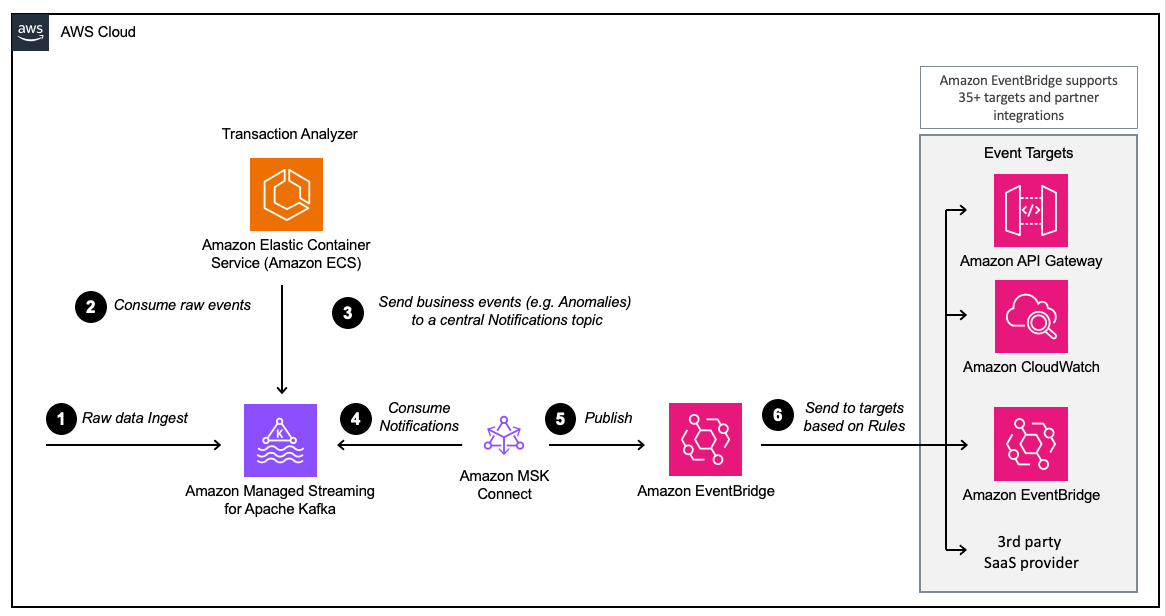 aws
AWS Cloud
Amazon EventBridge supports
35+ targets and partner
integrations
Transaction Analyzer
Event Targets
Amazon Elastic Container
Service (Amazon ECS)
Amazon API Gateway
2 Consume raw events
3 Send business events (e.g. Anomalies)
to a central Notifications topic
Amazon CloudWatch
1 Raw data Ingest
K
Amazon Managed Streaming
for Apache Kafka
4 Consume
Notifications
Amazon MSK
Connect
5 Publish
Amazon EventBridge
6 Send to targets
based on Rules
Amazon EventBridge
3rd party
SaaS provider